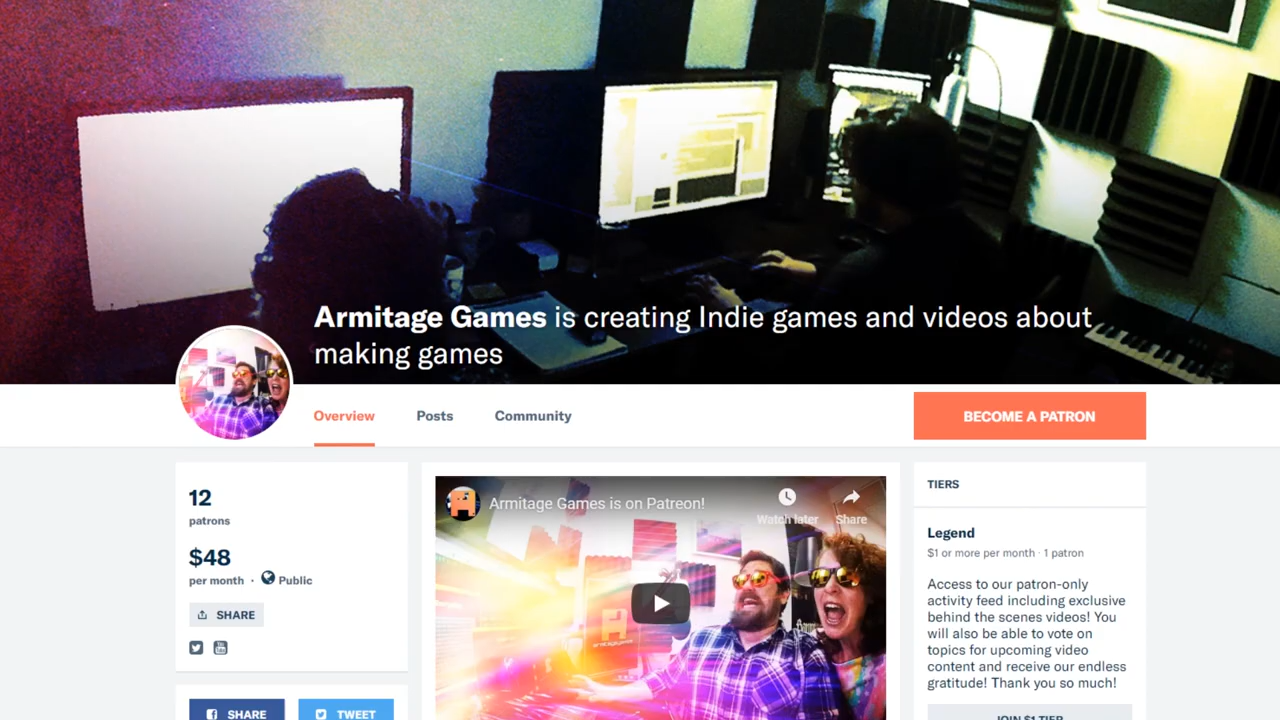 Armitage Games is creating Indie games and videos about
making games
Overview
Posts
Community
BECOME A PATRON
12
patrons
$48
per month · Public
SHARE
SHARE
TWEET
Armitage Games is on Patreon!
Watch later
Share
TIERS
Legend
$1 or more per month · 1 patron
Access to our patron-only
activity feed including exclusive
behind the scenes videos! You
will also be able to vote on
topics for upcoming video
content and receive our endless
gratitude! Thank you so much!
JOIN $1 TIER